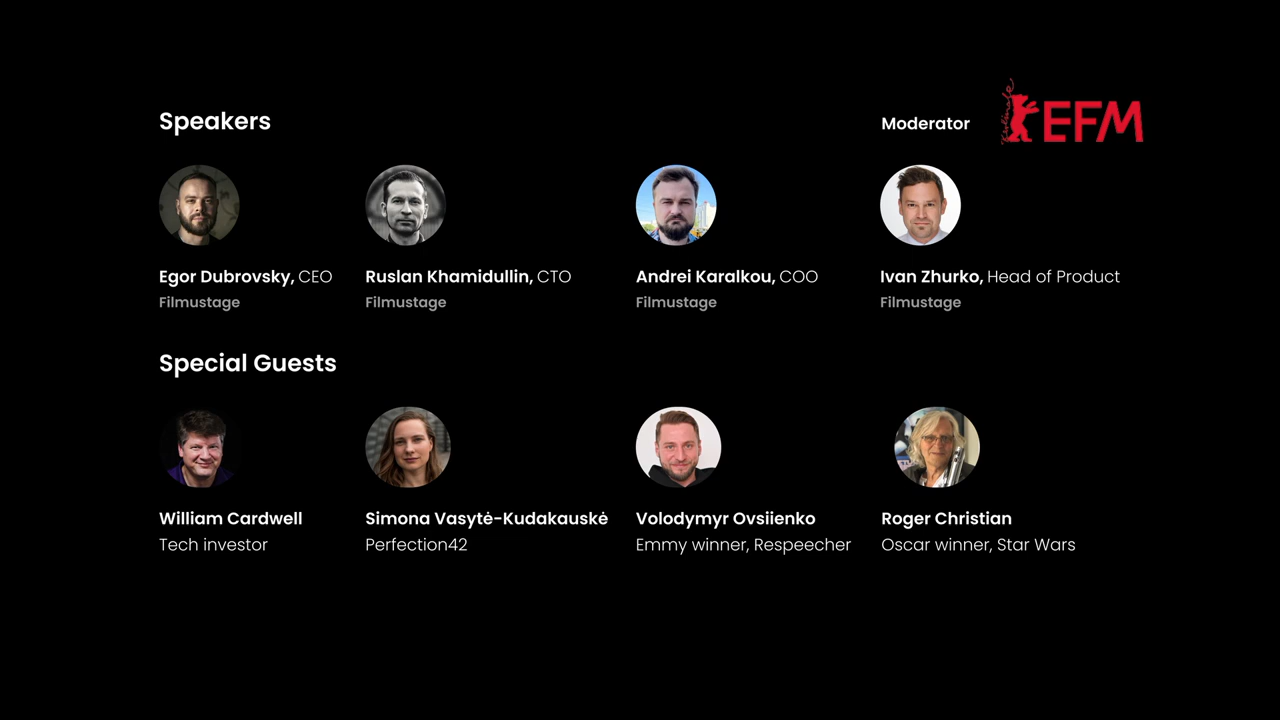 Speakers
Moderator
EFM
Egor Dubrovsky, CEO
Filmustage
Ruslan Khamidullin, CTO
Filmustage
Andrei Karalkou, COO
Filmustage
Ivan Zhurko, Head of Product
Filmustage
Special Guests
William Cardwell
Tech investor
Simona Vasytė-Kudakauskė
Perfection42
Volodymyr Ovsiienko
Emmy winner, Respeecher
Roger Christian
Oscar winner, Star Wars